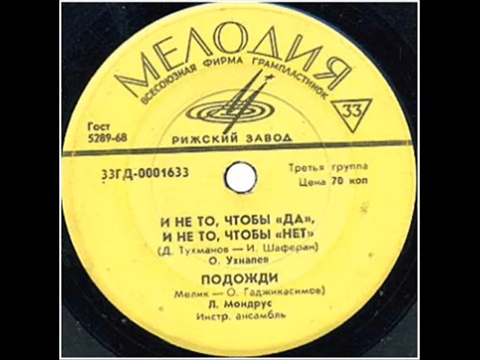 МЕЛОДИЯ
ВСЕСОЮЗНАЯ ФИРМА ГРАМПЛАСТИНОК
33
Гост
5289-68
РИЖСКИЙ ЗАВОД
33ГД-0001633
Третья группа
Цена 70 коп
И НЕ ТО, ЧТОБЫ «ДА»,
И НЕ ТО, ЧТОБЫ «НЕТ»
(Д. Тухманов — И. Шаферан)
О. Ухналев
ПОДОЖДИ
Мелик — О. Гаджикасимов)
Л. Мондрус
Инстр. ансамбль